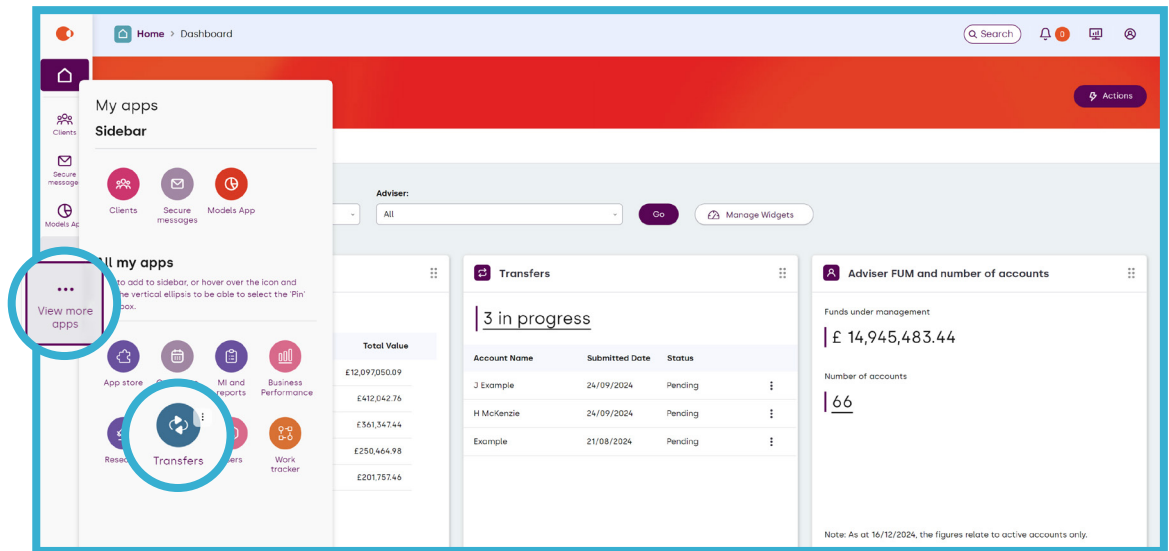 Home > Dashboard
Search
0
Actions
Clients
Secure
message
Models Ap
View more
apps
My apps
Sidebar
Clients
Secure
messages
Models App
All my apps
to add to sidebar, or hover over the icon and
he vertical ellipsis to be able to select the 'Pin'
box.
App store
MI and
reports
Business
Performance
Transfers
Work
tracker
Adviser:
All
Go
Manage Widgets
Total Value
£12,097,050.09
£412,042.76
£361,347.44
£250,464.98
£201,757.46
Transfers
3 in progress
Account Name Submitted Date Status
J Example 24/09/2024 Pending
H McKenzie 24/09/2024 Pending
Example 21/08/2024 Pending
Adviser FUM and number of accounts
Funds under management
£ 14,945,483.44
Number of accounts
66
Note: As at 16/12/2024, the figures relate to active accounts only.